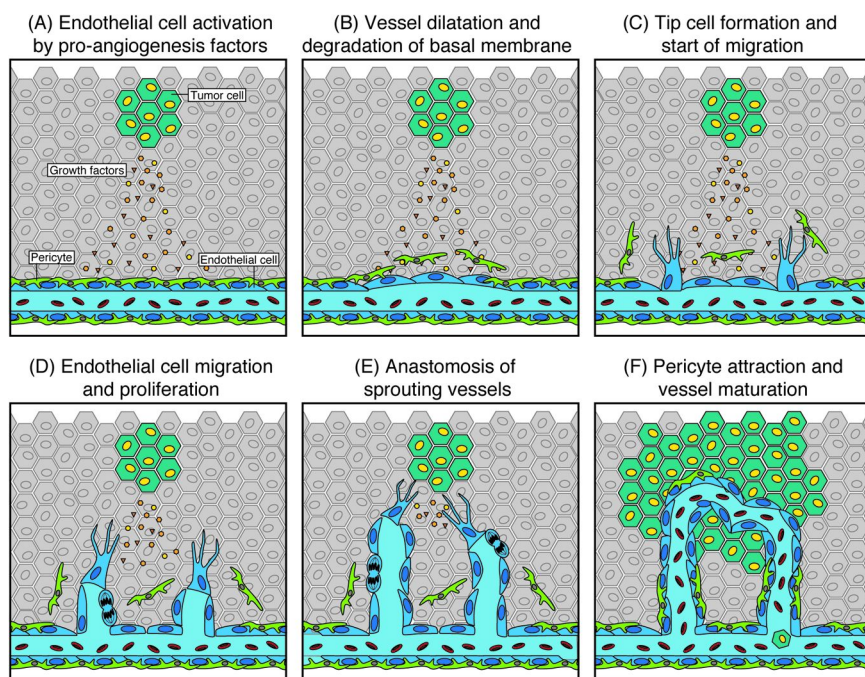 (A) Endothelial cell activation
by pro-angiogenesis factors
(B) Vessel dilatation and
degradation of basal membrane
(C) Tip cell formation and
start of migration
Tumor cell
Growth factors
Pericyte
Endothelial cell
(D) Endothelial cell migration
and proliferation
(E) Anastomosis of
sprouting vessels
(F) Pericyte attraction and
vessel maturation